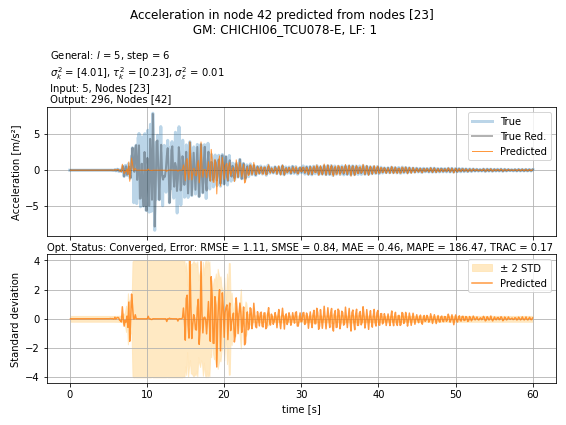 Acceleration in node 42 predicted from nodes [23]
GM: CHICHI06_TCU078-E, LF: 1
General: l = 5, step = 6
σ²ₖ = [4.01], τ²ₖ = [0.23], σ²ε = 0.01
Input: 5, Nodes [23]
Output: 296, Nodes [42]
Acceleration [m/s²]
5
0
−5
True
True Red.
Predicted
Opt. Status: Converged, Error: RMSE = 1.11, SMSE = 0.84, MAE = 0.46, MAPE = 186.47, TRAC = 0.17
Standard deviation
4
2
0
−2
−4
± 2 STD
Predicted
0 10 20 30 40 50 60
time [s]